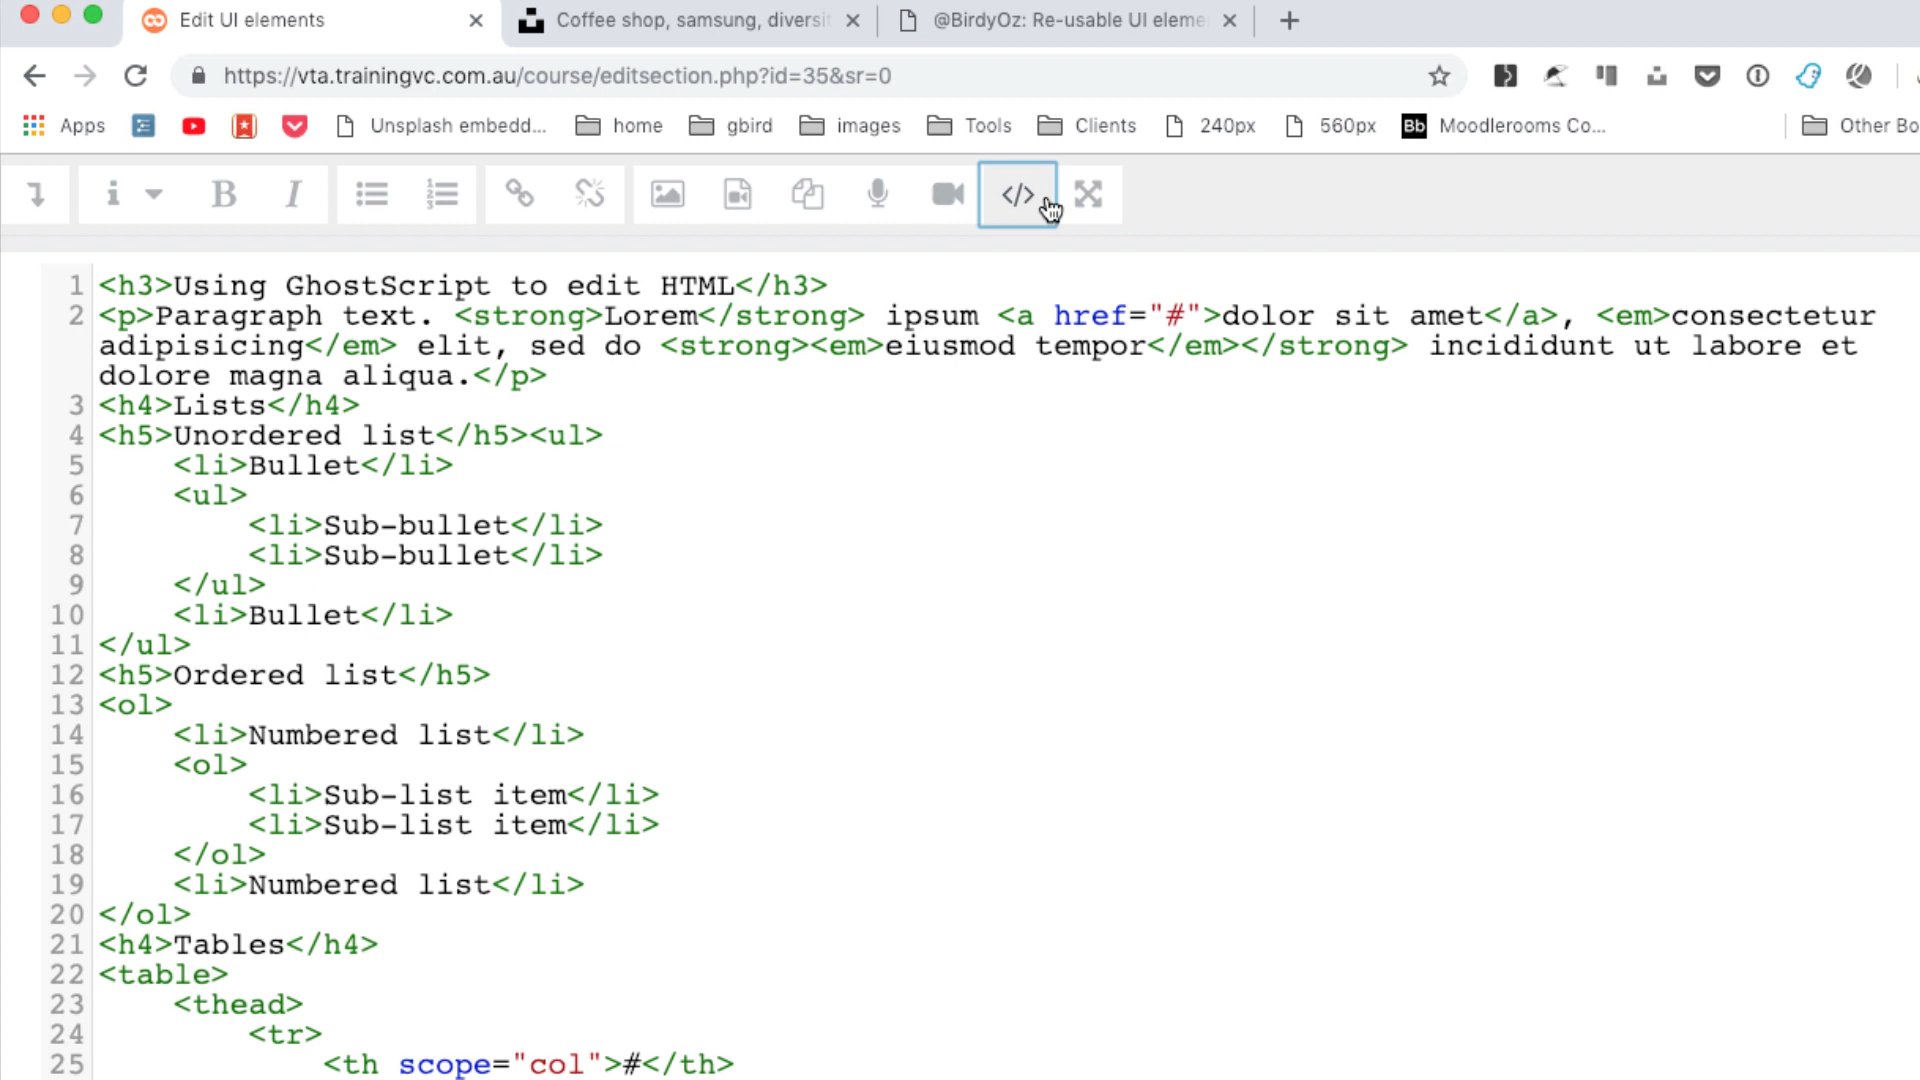 Edit UI elements
Coffee shop, samsung, diversit
@BirdyOz: Re-usable UI eleme
https://vta.trainingvc.com.au/course/editsection.php?id=35&sr=0
Apps
Unsplash embedd...
home
gbird
images
Tools
Clients
240px
560px
Bb
Moodlerooms Co...
Other Bo
i B I
</>
1 <h3>Using GhostScript to edit HTML</h3>
2 <p>Paragraph text. <strong>Lorem</strong> ipsum <a href="#">dolor sit amet</a>, <em>consectetur
adipisicing</em> elit, sed do <strong><em>eiusmod tempor</em></strong> incididunt ut labore et
dolore magna aliqua.</p>
3 <h4>Lists</h4>
4 <h5>Unordered list</h5><ul>
5 <li>Bullet</li>
6 <ul>
7 <li>Sub-bullet</li>
8 <li>Sub-bullet</li>
9 </ul>
10 <li>Bullet</li>
11 </ul>
12 <h5>Ordered list</h5>
13 <ol>
14 <li>Numbered list</li>
15 <ol>
16 <li>Sub-list item</li>
17 <li>Sub-list item</li>
18 </ol>
19 <li>Numbered list</li>
20 </ol>
21 <h4>Tables</h4>
22 <table>
23 <thead>
24 <tr>
25 <th scope="col">#</th>